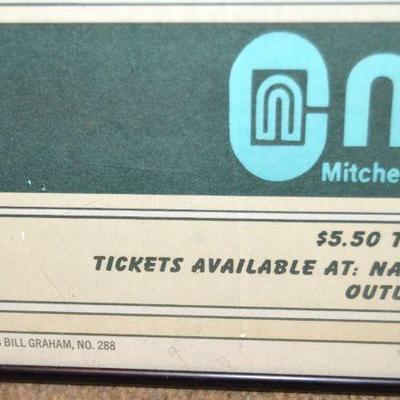 Mitche
$5.50 T
TICKETS AVAILABLE AT: NA
OUTL
BILL GRAHAM, NO. 288